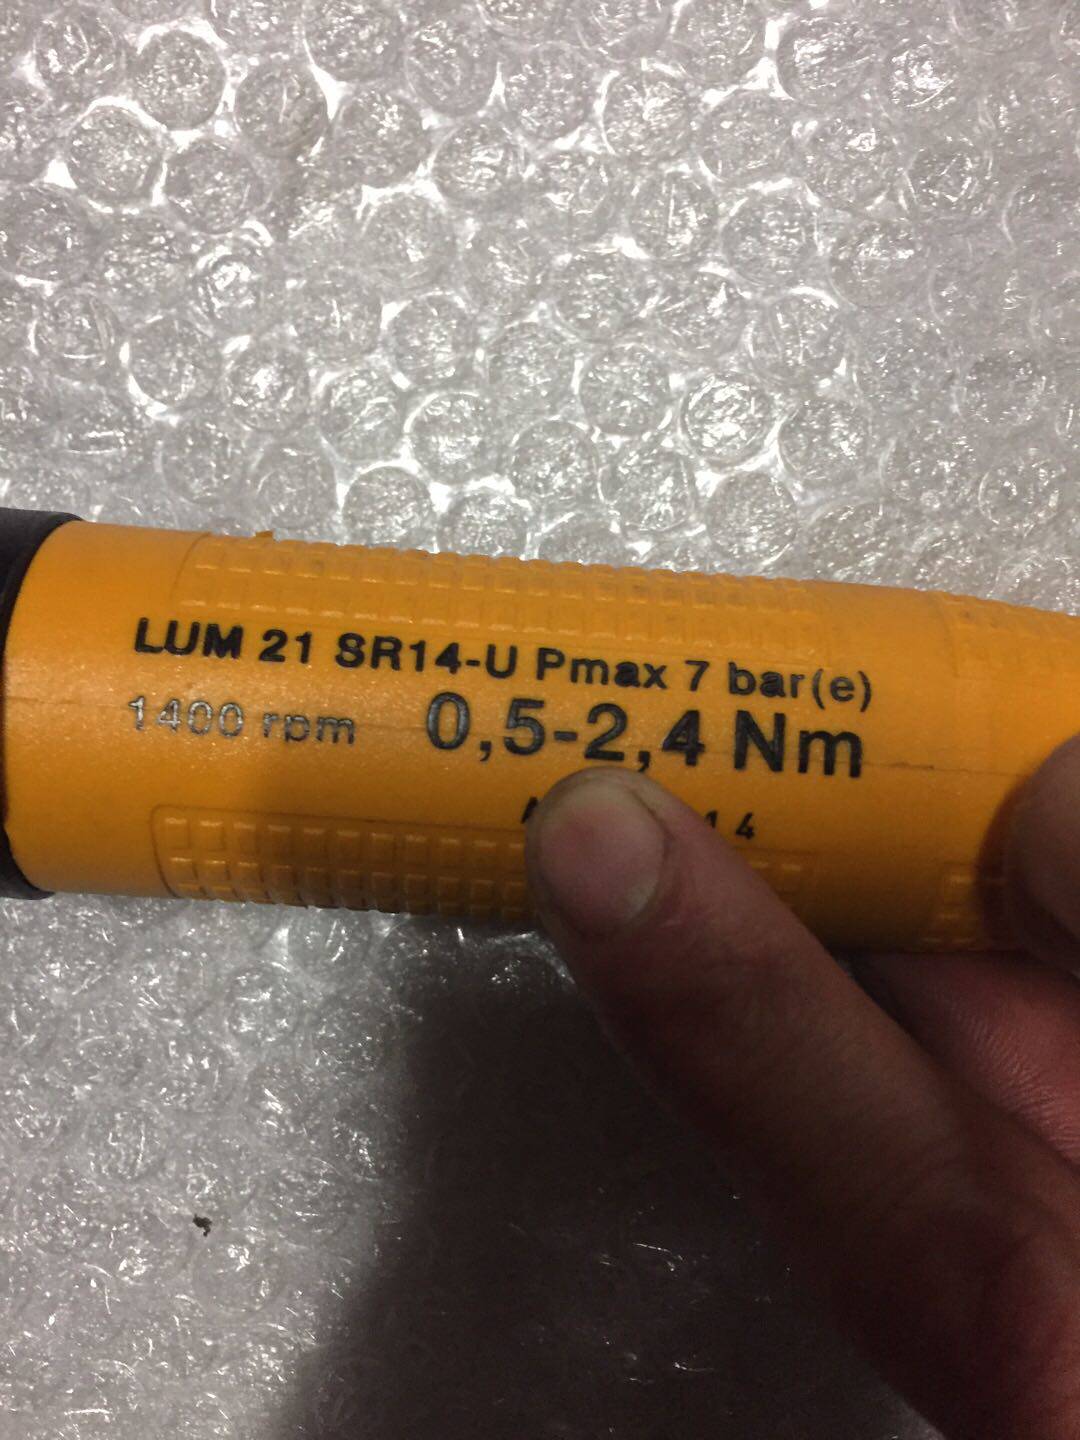 LUM 21 SR14-U Pmax 7 bar(e)
1400 rpm 0,5-2,4 Nm